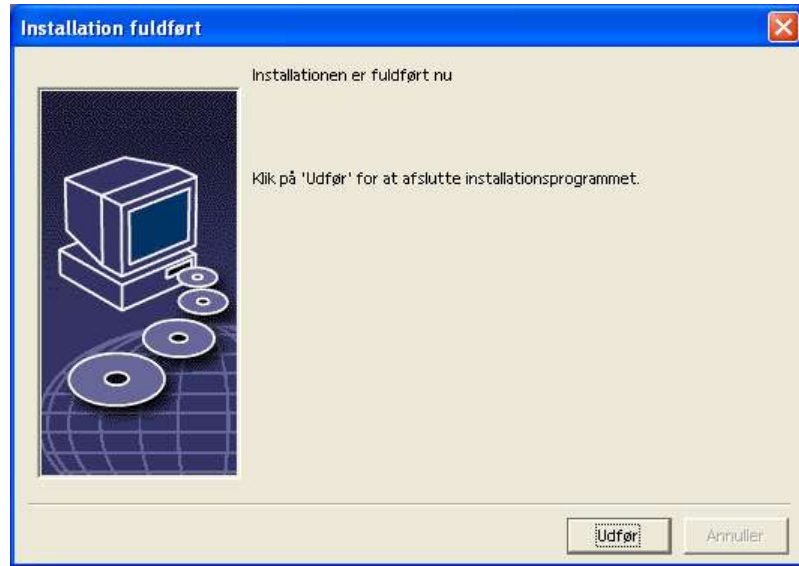 Installation fuldført
Installationen er fuldført nu
Klik på 'Udfør' for at afslutte installationsprogrammet.
Udfør
Annuller